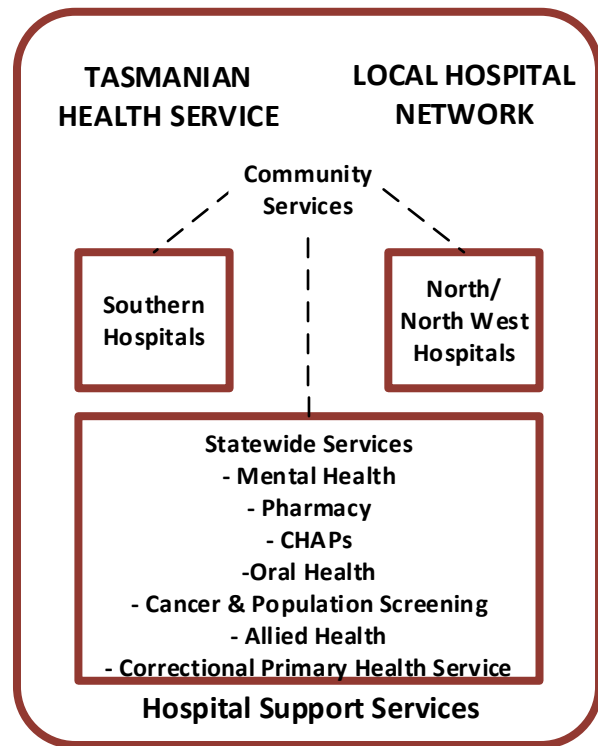 TASMANIAN
HEALTH SERVICE
LOCAL HOSPITAL
NETWORK
Community
Services
Southern
Hospitals
North/
North West
Hospitals
Statewide Services
- Mental Health
- Pharmacy
- CHAPs
-Oral Health
- Cancer & Population Screening
- Allied Health
- Correctional Primary Health Service
Hospital Support Services